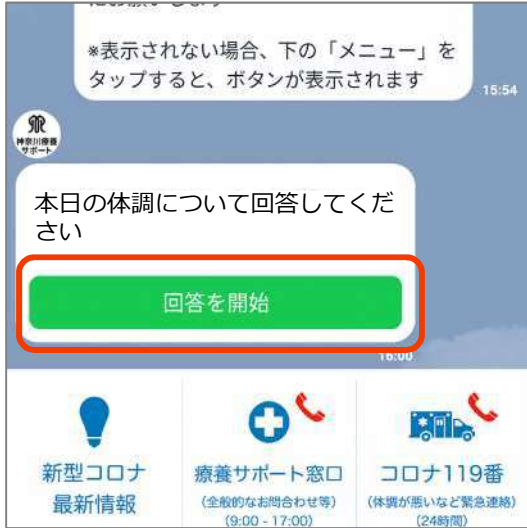 ※表示されない場合、下の「メニュー」を
タップすると、ボタンが表示されます
15:54
神奈川療養
サポート
本日の体調について回答してくだ
さい
回答を開始
16:00
新型コロナ
最新情報
療養サポート窓口
(全般的なお問合わせ等)
(9:00 - 17:00)
コロナ119番
(体調が悪いなど緊急連絡)
(24時間)